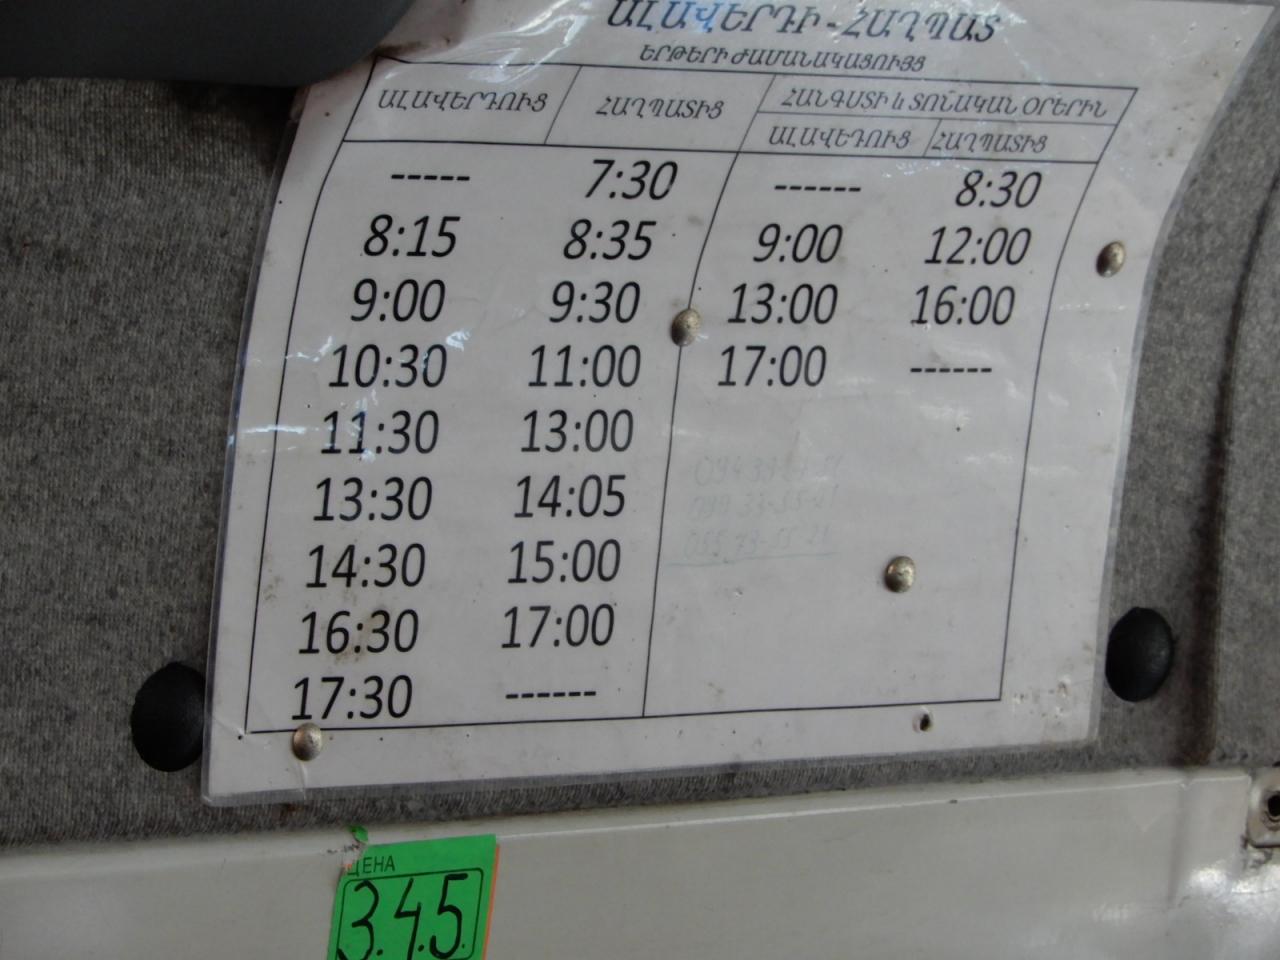 ԱԼԱՎԵՐԴԻ - ՀԱՂՊԱՏ
ԵՐԹԵՐԻ ԺԱՄԱՆԱԿԱՑՈՒՅՑ
ԱԼԱՎԵՐԴՈՒՑ ՀԱՂՊԱՏԻՑ ՀԱՆԳՍՏԻ և ՏՈՆԱԿԱՆ ՕՐԵՐԻՆ
ԱԼԱՎԵԴՈՒՑ ՀԱՂՊԱՏԻՑ
----- 7:30 ------ 8:30
8:15 8:35 9:00 12:00
9:00 9:30 13:00 16:00
10:30 11:00 17:00 ------
11:30 13:00
13:30 14:05
14:30 15:00
16:30 17:00
17:30 ------
ЦЕНА
3.4.5.